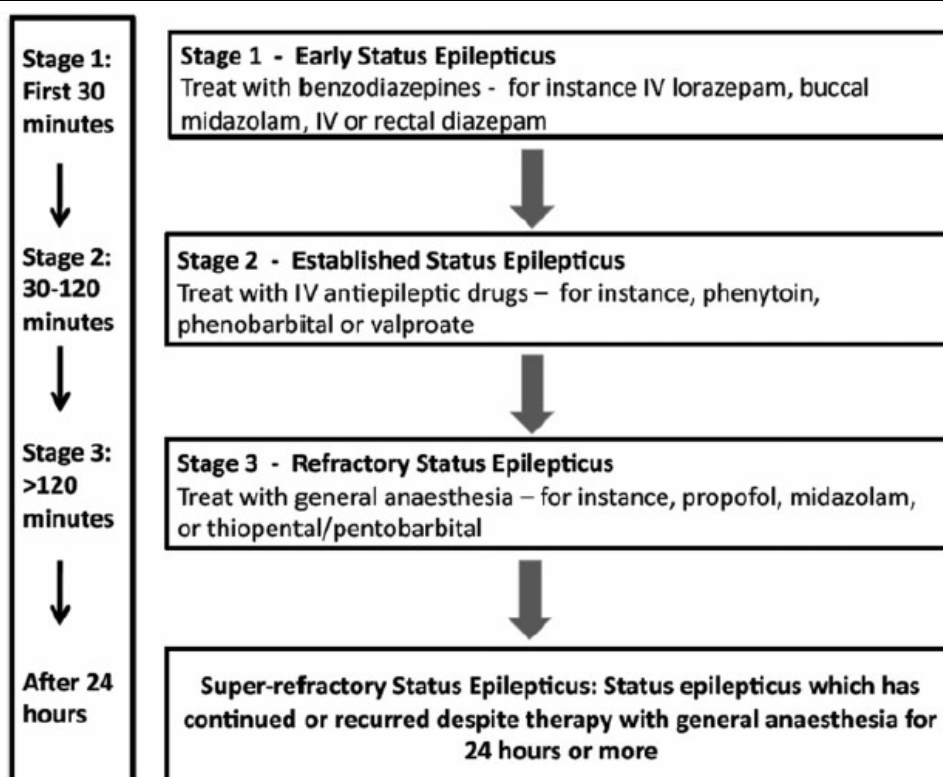 Stage 1:
First 30
minutes
Stage 2:
30-120
minutes
Stage 3:
>120
minutes
After 24
hours
Stage 1 - Early Status Epilepticus
Treat with benzodiazepines - for instance IV lorazepam, buccal
midazolam, IV or rectal diazepam
Stage 2 - Established Status Epilepticus
Treat with IV antiepileptic drugs – for instance, phenytoin,
phenobarbital or valproate
Stage 3 - Refractory Status Epilepticus
Treat with general anaesthesia – for instance, propofol, midazolam,
or thiopental/pentobarbital
Super-refractory Status Epilepticus: Status epilepticus which has
continued or recurred despite therapy with general anaesthesia for
24 hours or more